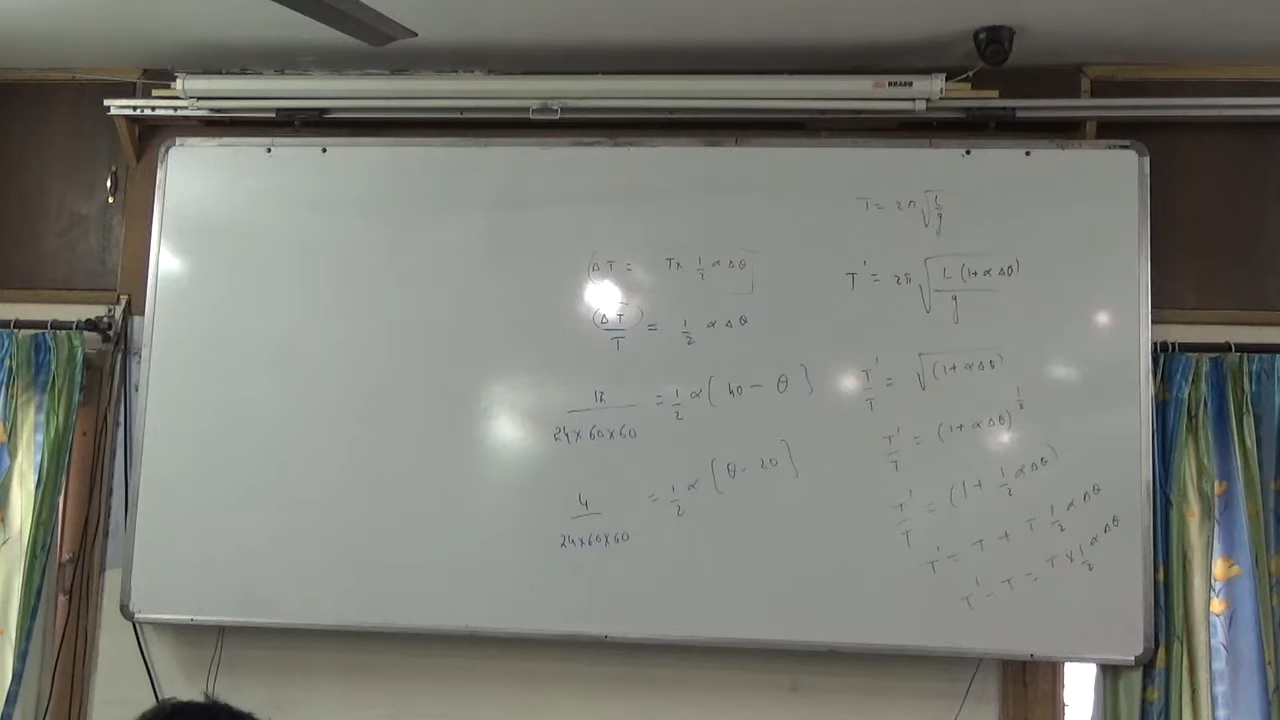 T = 2π √(L/g)
T' = 2π √(L (1+α Δθ)/g)
T'/T = √(1+αΔθ)
T'/T = (1+αΔθ)^1/2
T'/T = (1+ 1/2 αΔθ)
T' = T + T 1/2 α Δθ
T' - T = T × 1/2 α Δθ
ΔT = T× 1/2 α Δθ
(ΔT)/T = 1/2 α Δθ
12/24×60×60 = 1/2 α (40 - θ)
4/24×60×60 = 1/2 α [θ - 20]